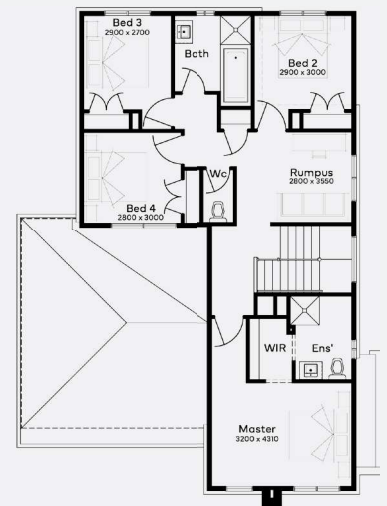 Bed 3
2900 x 2700
Bath
Bed 2
2900 x 3000
Wc
Rumpus
2800 x 3550
Bed 4
2800 x 3000
WIR
Ens'
Master
3200 x 4310